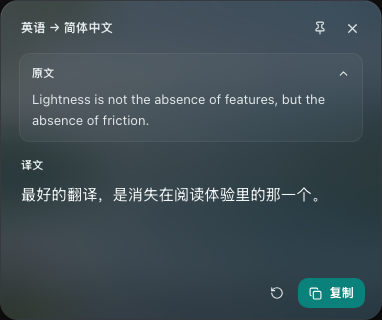 英语 → 简体中文
原文
Lightness is not the absence of features, but the
absence of friction.
译文
最好的翻译，是消失在阅读体验里的那一个。
复制